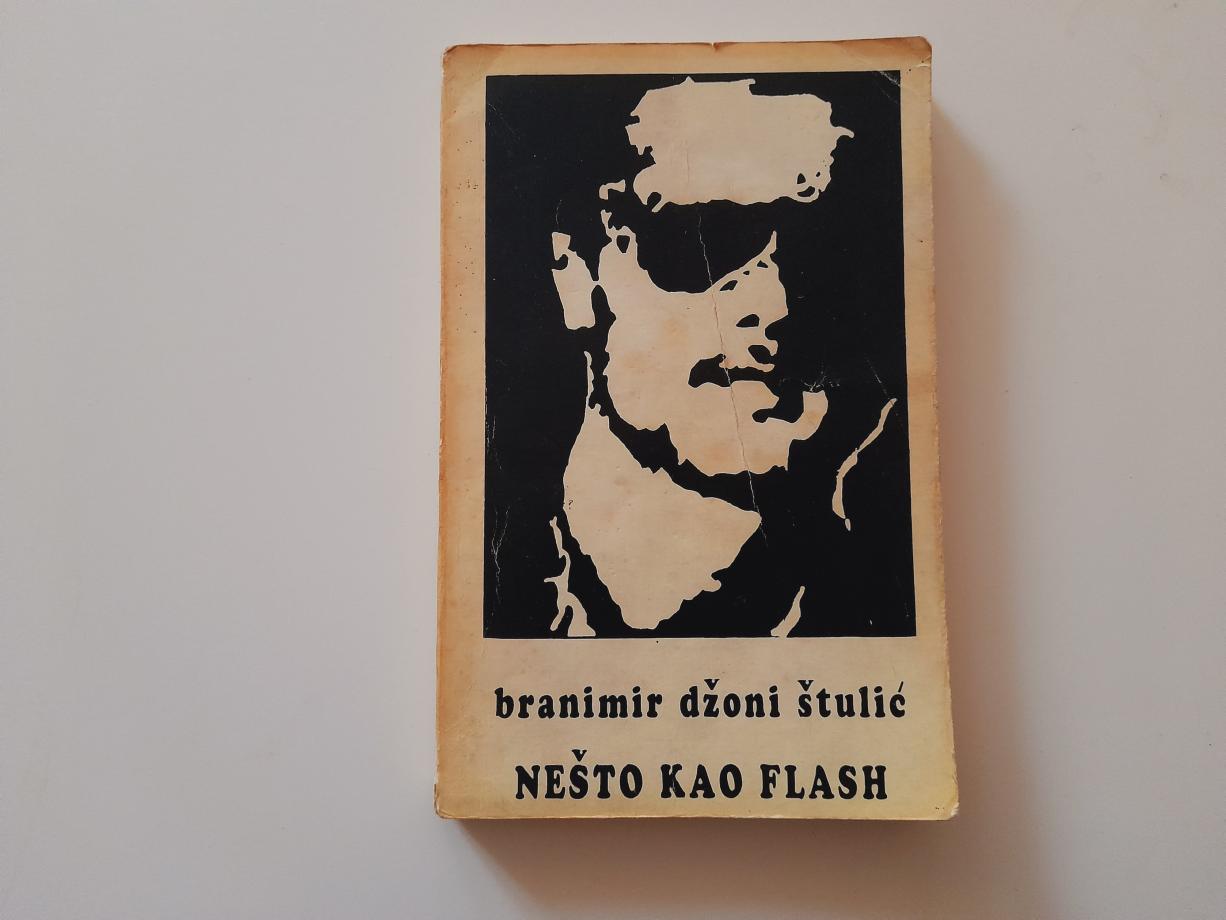 branimir džoni štulić
NEŠTO KAO FLASH